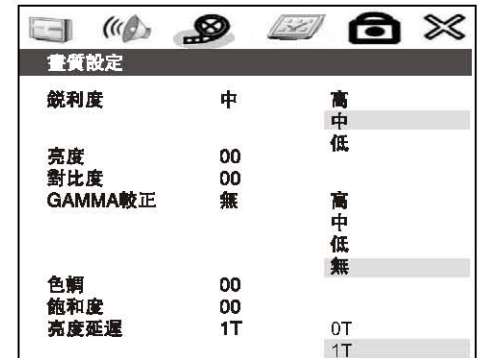 畫質設定
銳利度 中 高
中
低
亮度 00
對比度 00
GAMMA較正 無 高
中
低
無
色調 00
飽和度 00
亮度延遲 1T 0T
1T